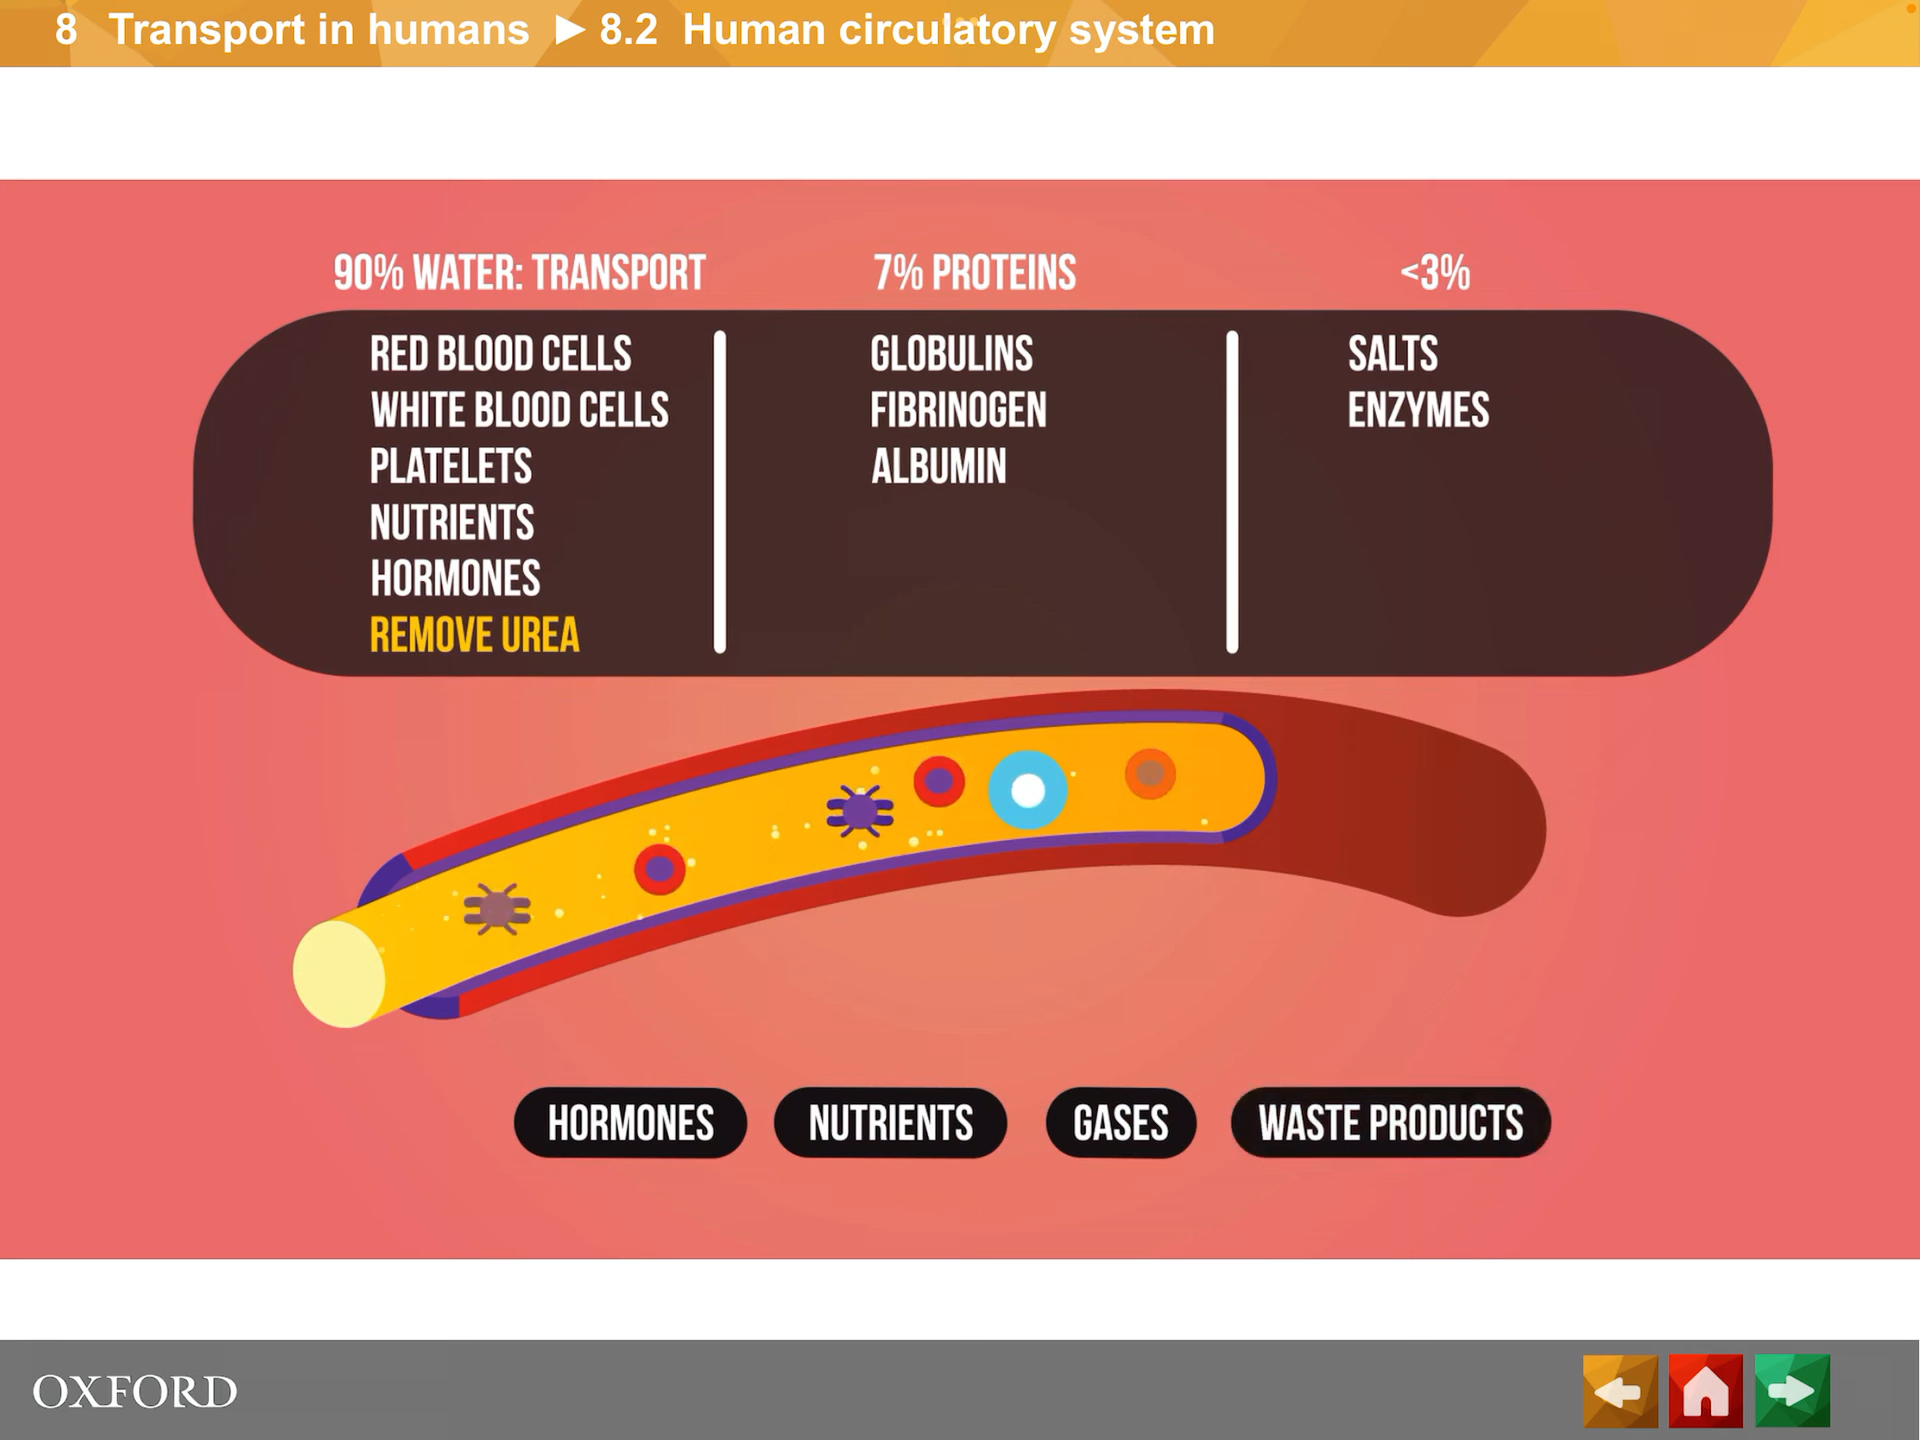 8 Transport in humans ► 8.2 Human circulatory system
90% WATER: TRANSPORT
RED BLOOD CELLS
WHITE BLOOD CELLS
PLATELETS
NUTRIENTS
HORMONES
REMOVE UREA
7% PROTEINS
GLOBULINS
FIBRINOGEN
ALBUMIN
<3%
SALTS
ENZYMES
HORMONES
NUTRIENTS
GASES
WASTE PRODUCTS
OXFORD